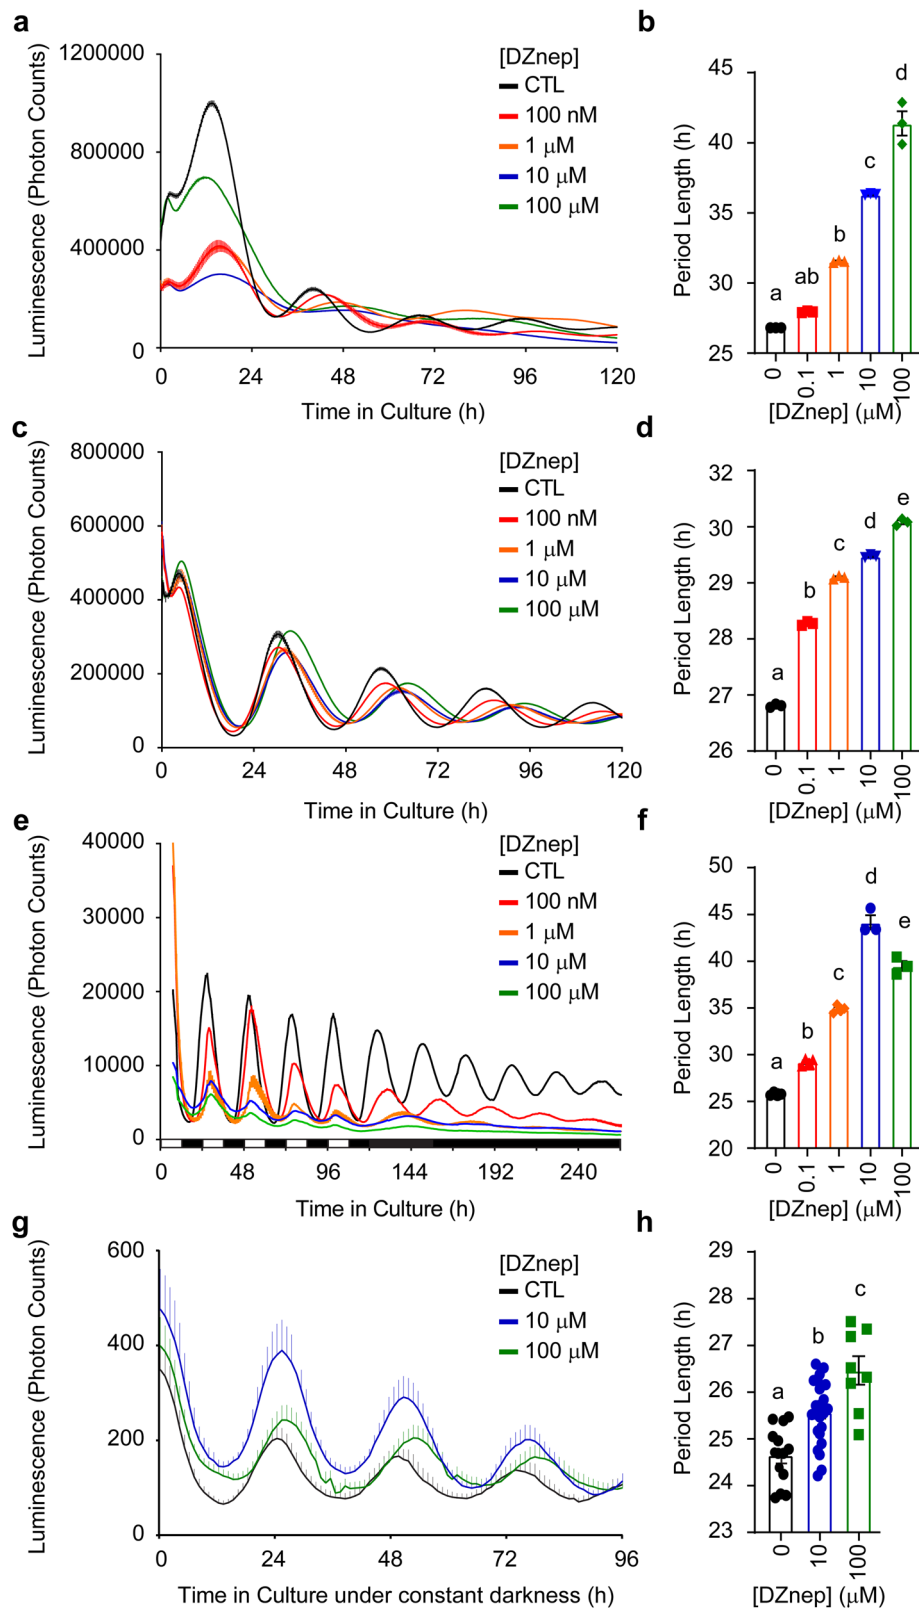 a
Luminescence (Photon Counts)
1200000
800000
400000
0
0 24 48 72 96 120
Time in Culture (h)
[DZnep]
CTL
100 nM
1 µM
10 µM
100 µM
b
Period Length (h)
45
40
35
30
25
a ab b c d
0 0.1 1 10 100
[DZnep] (µM)
c
Luminescence (Photon Counts)
800000
600000
400000
200000
0
0 24 48 72 96 120
Time in Culture (h)
[DZnep]
CTL
100 nM
1 µM
10 µM
100 µM
d
Period Length (h)
32
30
29
28
27
26
a b c d e
0 0.1 1 10 100
[DZnep] (µM)
e
Luminescence (Photon Counts)
40000
30000
20000
10000
0
0 48 96 144 192 240
Time in Culture (h)
[DZnep]
CTL
100 nM
1 µM
10 µM
100 µM
f
Period Length (h)
50
45
40
35
30
25
20
a b c d e
0 0.1 1 10 100
[DZnep] (µM)
g
Luminescence (Photon Counts)
600
400
200
0
0 24 48 72 96
Time in Culture under constant darkness (h)
[DZnep]
CTL
10 µM
100 µM
h
Period Length (h)
29
28
27
26
25
24
23
a b c
0 10 100
[DZnep] (µM)